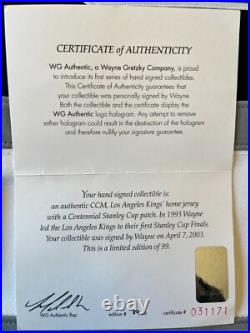 CERTIFICATE of AUTHENTICITY
WG Authentic, a Wayne Gretzky Company, is proud
to introduce its first series of hand signed collectibles.
This Certificate of Authenticity guarantees that
your collectible was personally signed by Wayne.
Both the collectible and the certificate display the
WG Authentic logo hologram. Any attempt to remove
either hologram could result in the destruction of the hologram
and therefore nullify your signature guarantee.
Your hand signed collectible is:
an authentic CCM, Los Angeles Kings' home jersey
with a Centennial Stanley Cup patch. In 1993 Wayne
led the Los Angeles Kings to their first Stanley Cup Finals.
Your collectible was signed by Wayne on April 7, 2003.
This is a limited edition of 99.
WG Authentic Rep
edition #
certificate # 031171